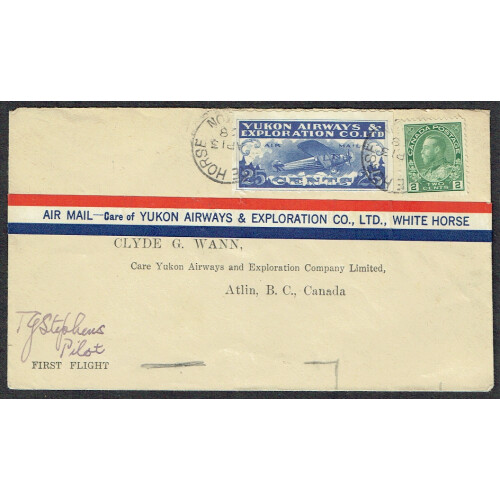 YUKON AIRWAYS &
EXPLORATION CO. LTD
AIR MAIL
25 CENTS 25
CANADA POSTAGE
2 TWO CENTS 2
HORSE
AIR MAIL—Care of YUKON AIRWAYS & EXPLORATION CO., LTD., WHITE HORSE
CLYDE G. WANN,
Care Yukon Airways and Exploration Company Limited,
Atlin, B. C., Canada
TG Stephens
Pilot
FIRST FLIGHT